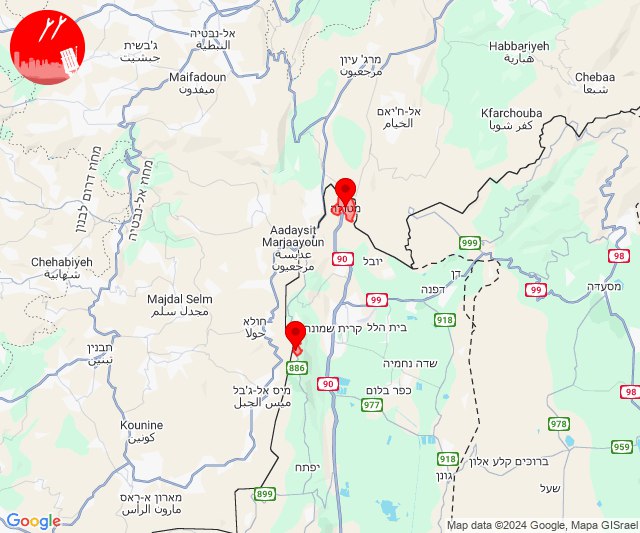 אל-נבטיה
النبطية
ג'בשית
جبشيت
Maifadoun
ميفدون
מרג' עיון
مرجعيون
Habbariyeh
هبارية
Chebaa
شبعا
אל-ח'יאם
الخيام
Kfarchouba
كفر شوبا
מחוז דרום לבנון
מחוז אל-נבטיה
מטולה
Aadaysit
Marjaayoun
עדייסה
مرجعيون
90
יובל
999
98
Chehabiyeh
شهابية
דן
דפנה
99
99
מסעדה
Majdal Selm
مجدل سلم
חולא
حولا
קרית שמונה
בית הלל
918
תבנין
تبنين
886
שדה נחמיה
90
כפר בלום
98
מיס אל-ג'בל
ميس الجبل
977
Kounine
كونين
978
959
יפתח
918
גונן
ברוכים קלע אלון
899
מארון א-ראס
مارون الراس
שעל
Google
Map data ©2024 Google, Mapa GISrael